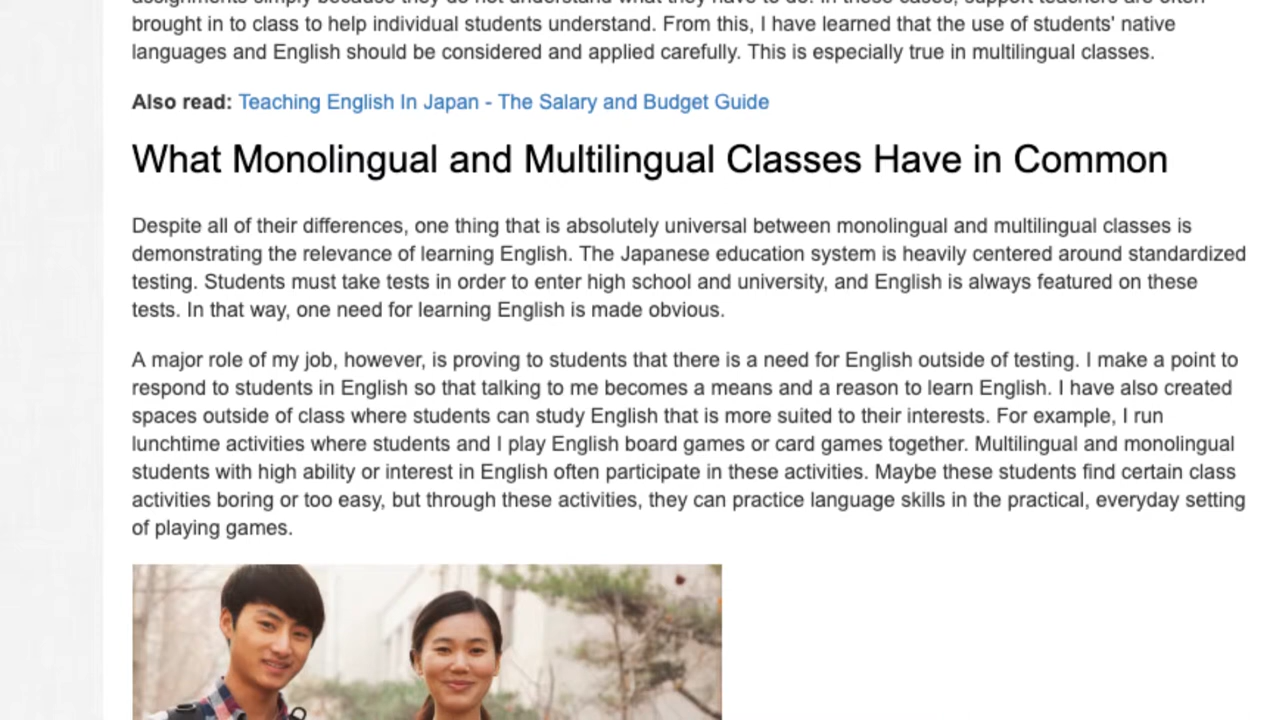 brought in to class to help individual students understand. From this, I have learned that the use of students' native
languages and English should be considered and applied carefully. This is especially true in multilingual classes.
Also read: Teaching English In Japan - The Salary and Budget Guide
What Monolingual and Multilingual Classes Have in Common
Despite all of their differences, one thing that is absolutely universal between monolingual and multilingual classes is
demonstrating the relevance of learning English. The Japanese education system is heavily centered around standardized
testing. Students must take tests in order to enter high school and university, and English is always featured on these
tests. In that way, one need for learning English is made obvious.
A major role of my job, however, is proving to students that there is a need for English outside of testing. I make a point to
respond to students in English so that talking to me becomes a means and a reason to learn English. I have also created
spaces outside of class where students can study English that is more suited to their interests. For example, I run
lunchtime activities where students and I play English board games or card games together. Multilingual and monolingual
students with high ability or interest in English often participate in these activities. Maybe these students find certain class
activities boring or too easy, but through these activities, they can practice language skills in the practical, everyday setting
of playing games.